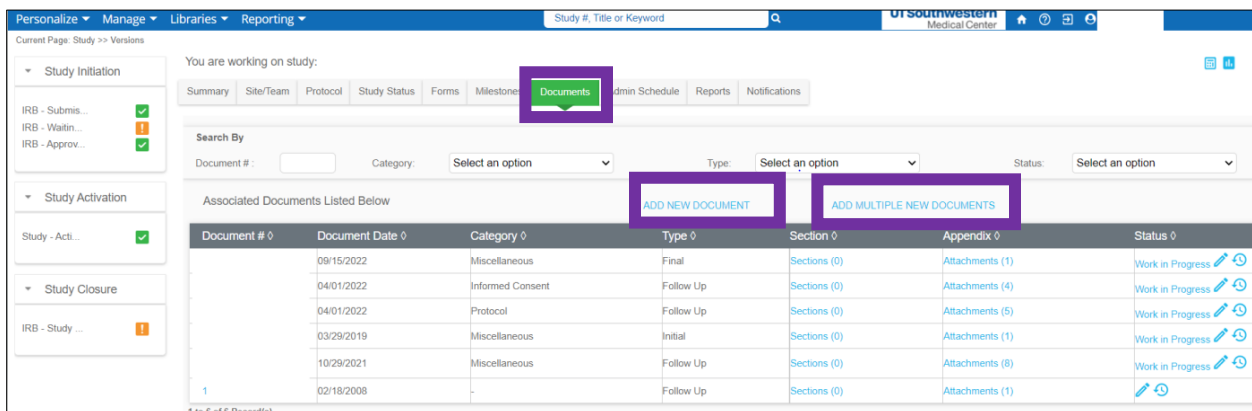 Personalize Manage Libraries Reporting Study #, Title or Keyword UTSouthwestern
Medical Center
Current Page: Study >> Versions
Study Initiation
IRB - Submis...
IRB - Waitin...
IRB - Approv...
Study Activation
Study - Acti...
Study Closure
IRB - Study ...
You are working on study:
Summary Site/Team Protocol Study Status Forms Milestones Documents dmin Schedule Reports Notifications
Search By
Document # : Category: Select an option Type: Select an option Status: Select an option
Associated Documents Listed Below ADD NEW DOCUMENT ADD MULTIPLE NEW DOCUMENTS
Document # Document Date Category Type Section Appendix Status
09/15/2022 Miscellaneous Final Sections (0) Attachments (1) Work in Progress
04/01/2022 Informed Consent Follow Up Sections (0) Attachments (4) Work in Progress
04/01/2022 Protocol Follow Up Sections (0) Attachments (5) Work in Progress
03/29/2019 Miscellaneous Initial Sections (0) Attachments (1) Work in Progress
10/29/2021 Miscellaneous Follow Up Sections (0) Attachments (8) Work in Progress
1 02/18/2008 - Follow Up Sections (0) Attachments (1)
1 to 6 of 6 Record(s)